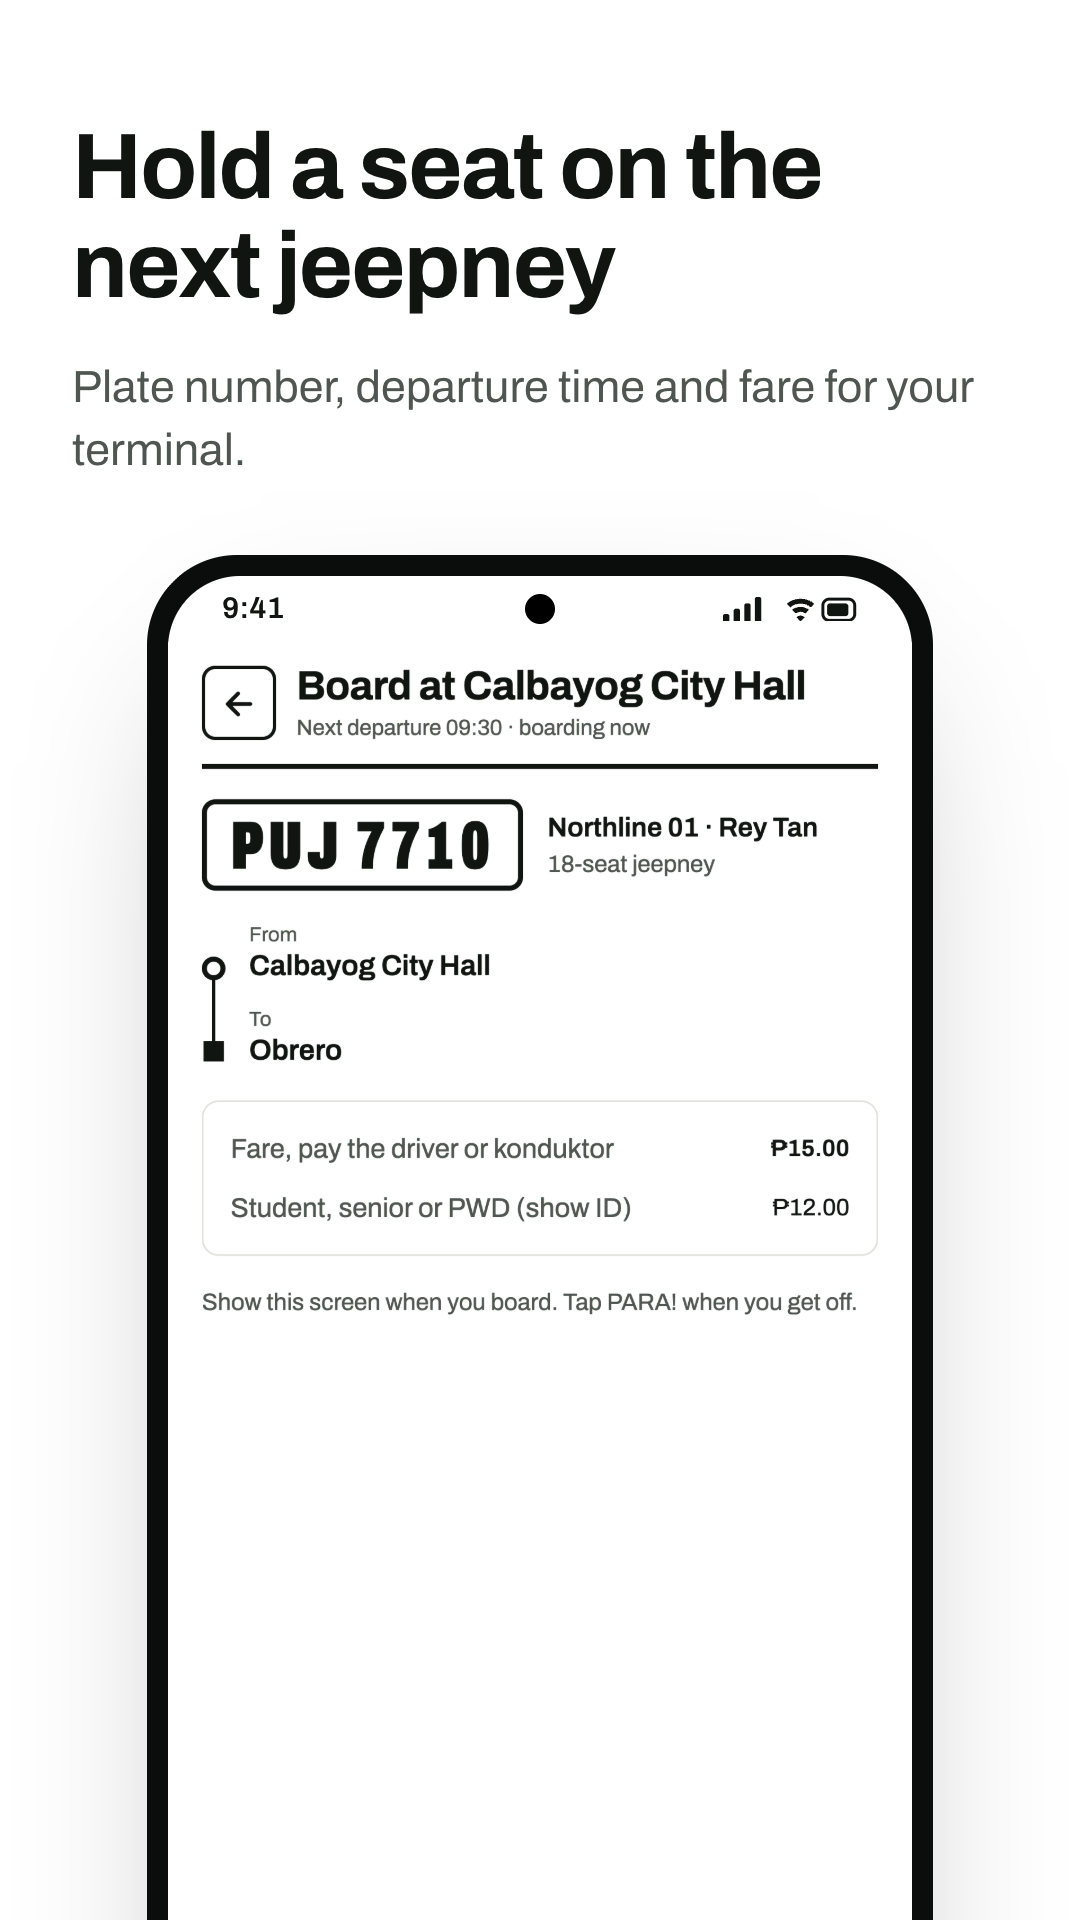 Hold a seat on the
next jeepney
Plate number, departure time and fare for your
terminal.
9:41
Board at Calbayog City Hall
Next departure 09:30 · boarding now
PUJ 7710
Northline 01 · Rey Tan
18-seat jeepney
From
Calbayog City Hall
To
Obrero
Fare, pay the driver or konduktor ₱15.00
Student, senior or PWD (show ID) ₱12.00
Show this screen when you board. Tap PARA! when you get off.